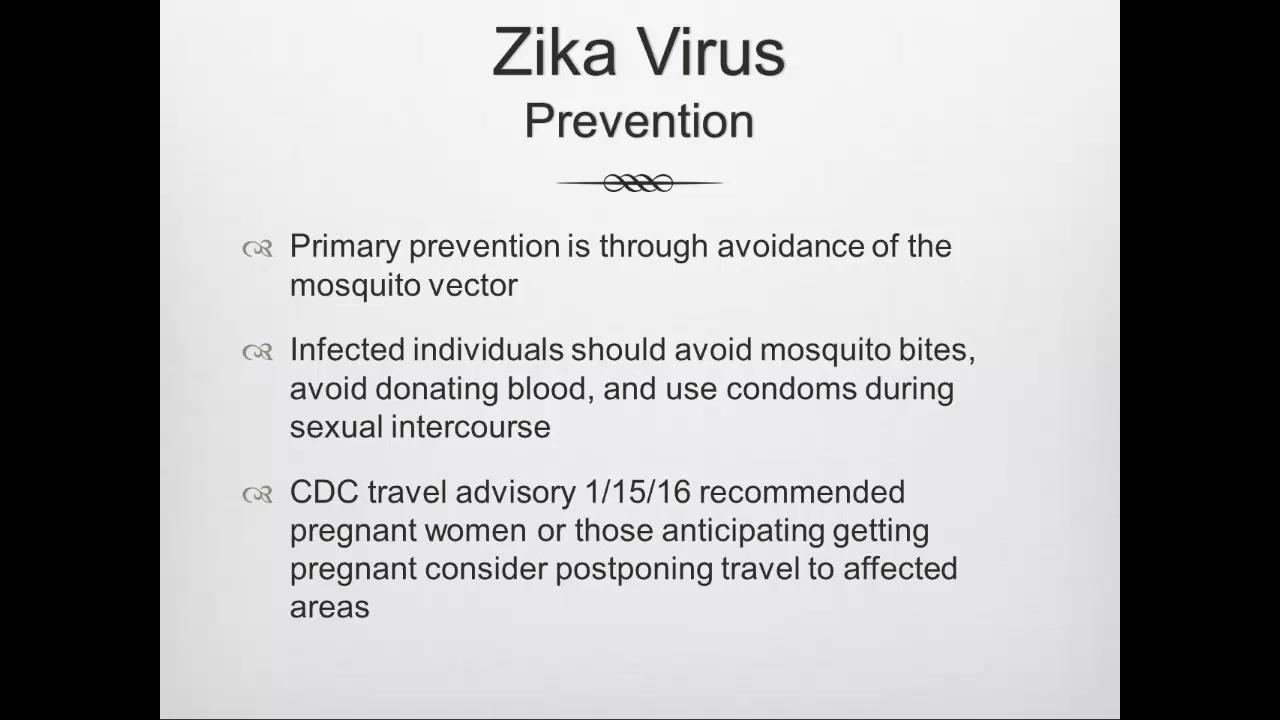 Zika Virus
Prevention
Primary prevention is through avoidance of the
mosquito vector
Infected individuals should avoid mosquito bites,
avoid donating blood, and use condoms during
sexual intercourse
CDC travel advisory 1/15/16 recommended
pregnant women or those anticipating getting
pregnant consider postponing travel to affected
areas